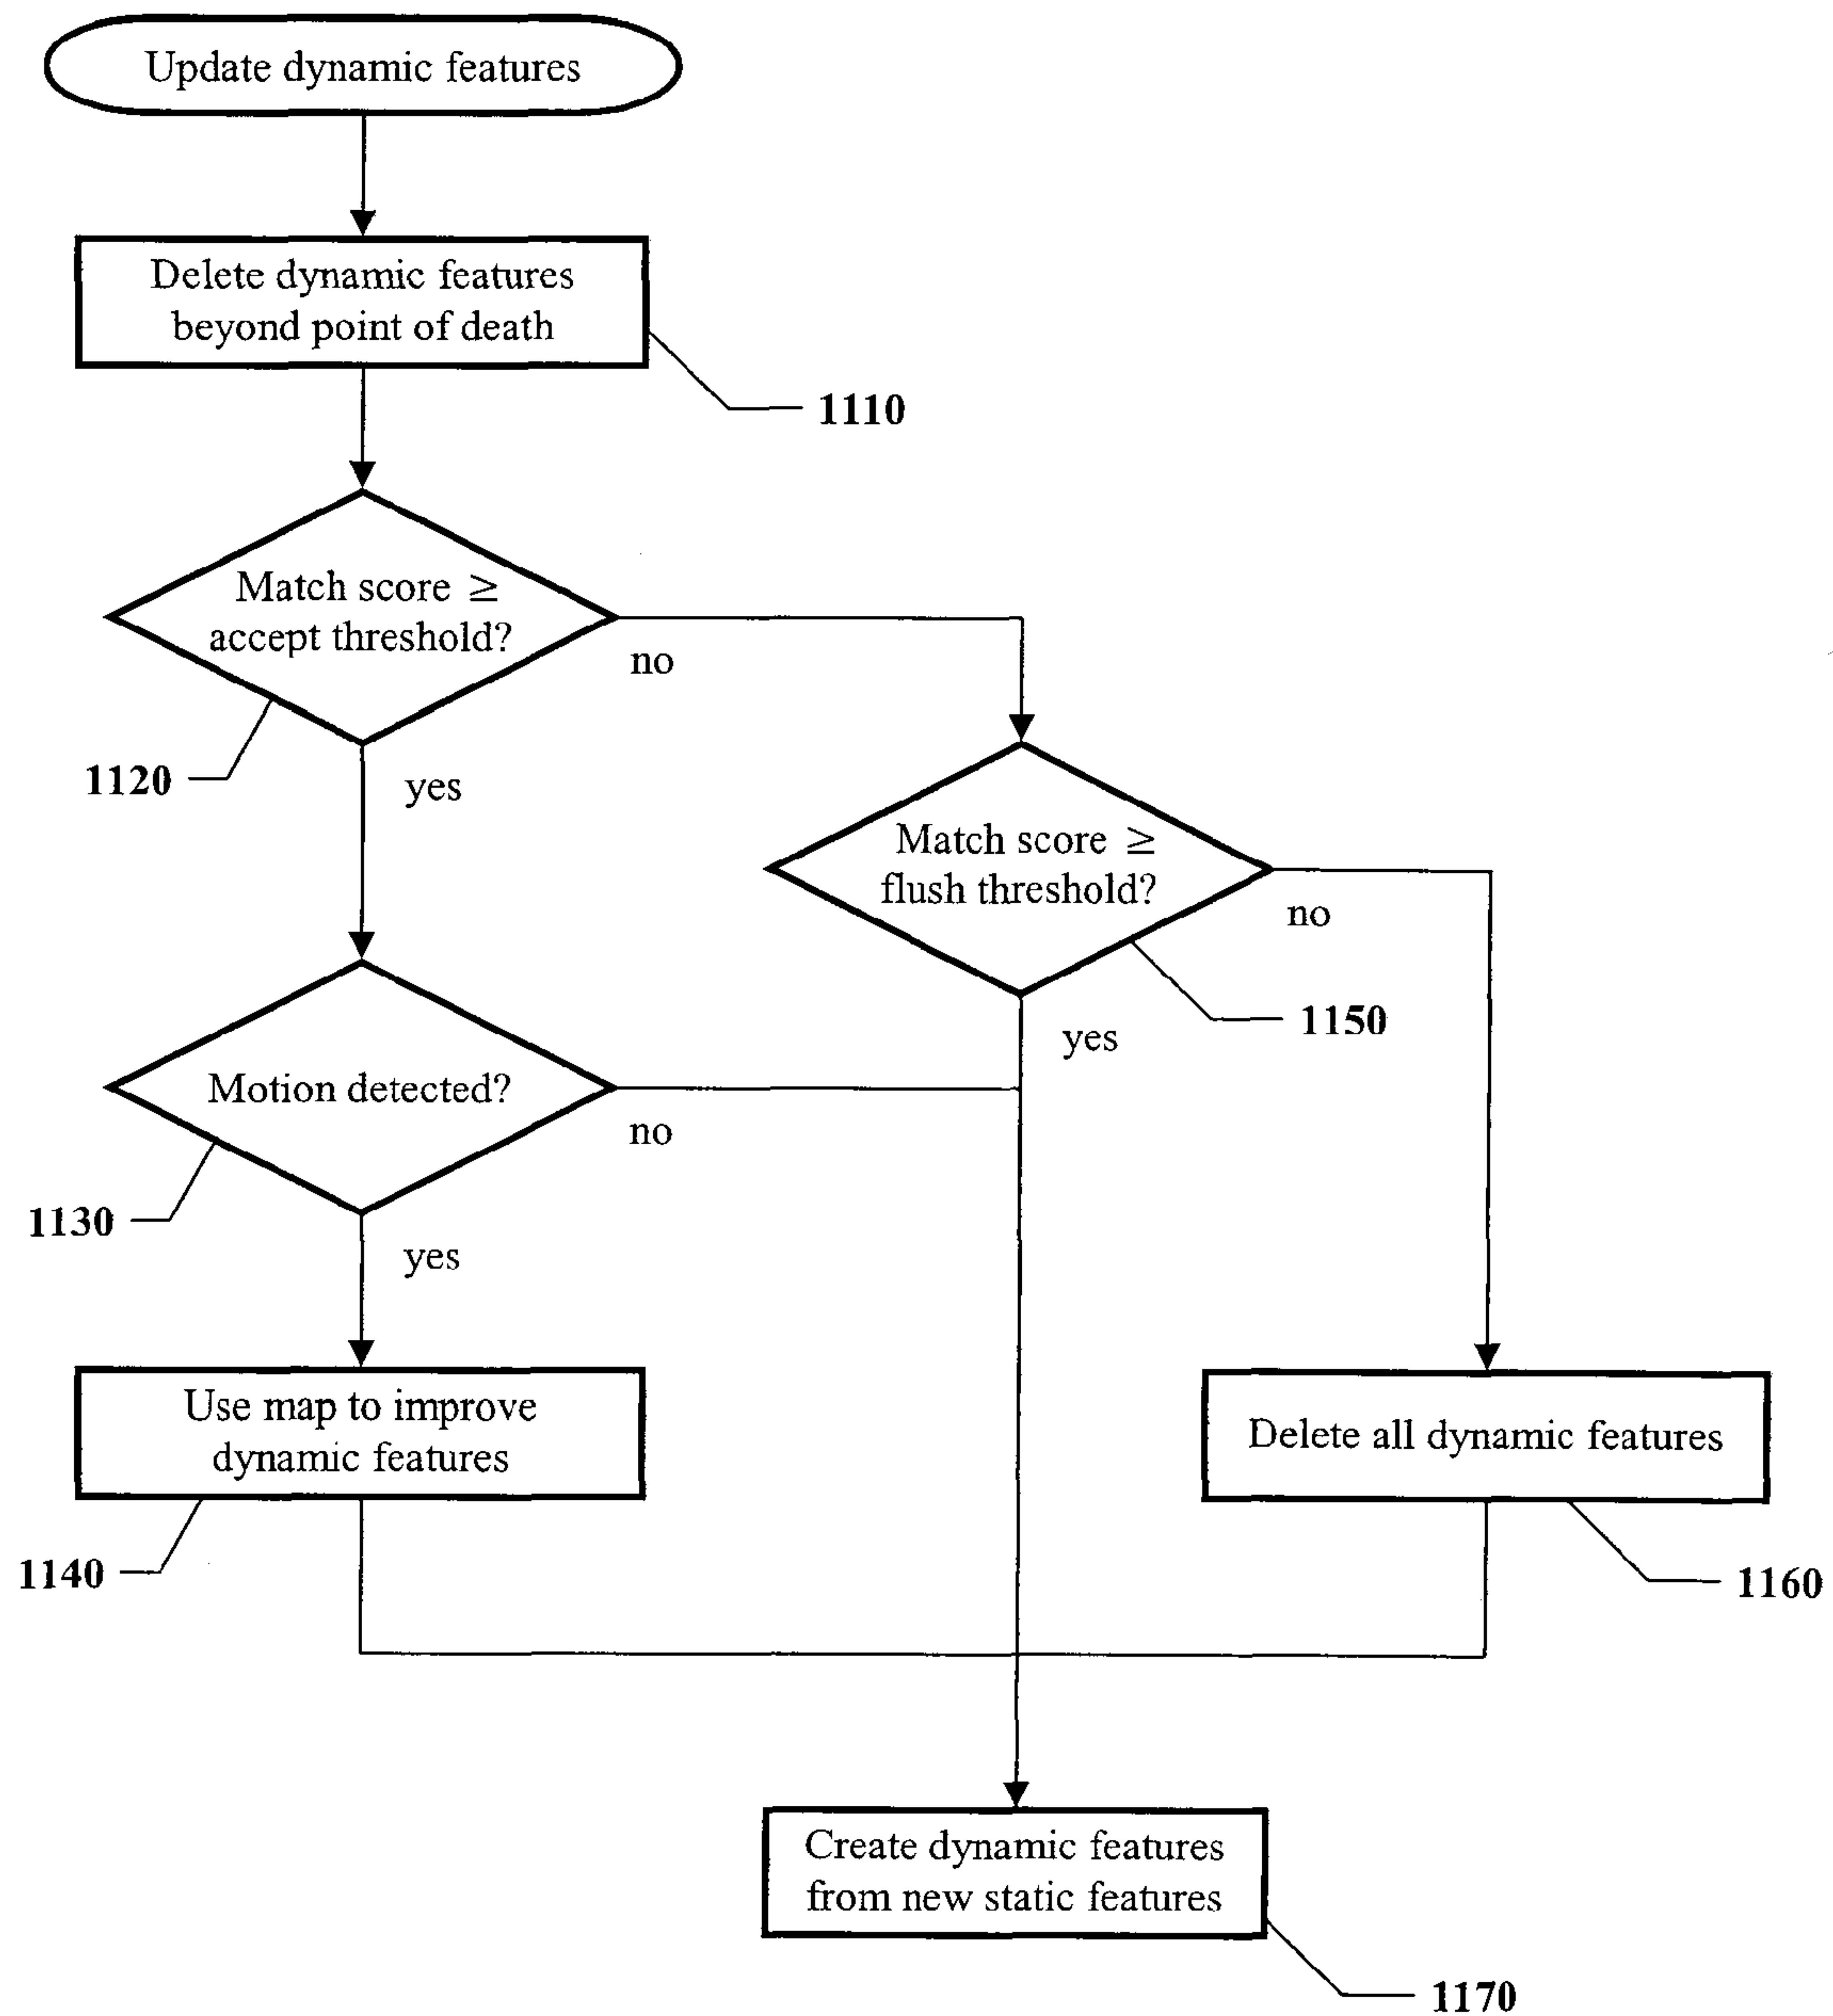 Update dynamic features
Delete dynamic features
beyond point of death
1110
Match score ≥
accept threshold?
no
1120
yes
Match score ≥
flush threshold?
no
1150
yes
Motion detected?
no
1130
yes
Use map to improve
dynamic features
Delete all dynamic features
1140
1160
Create dynamic features
from new static features
1170